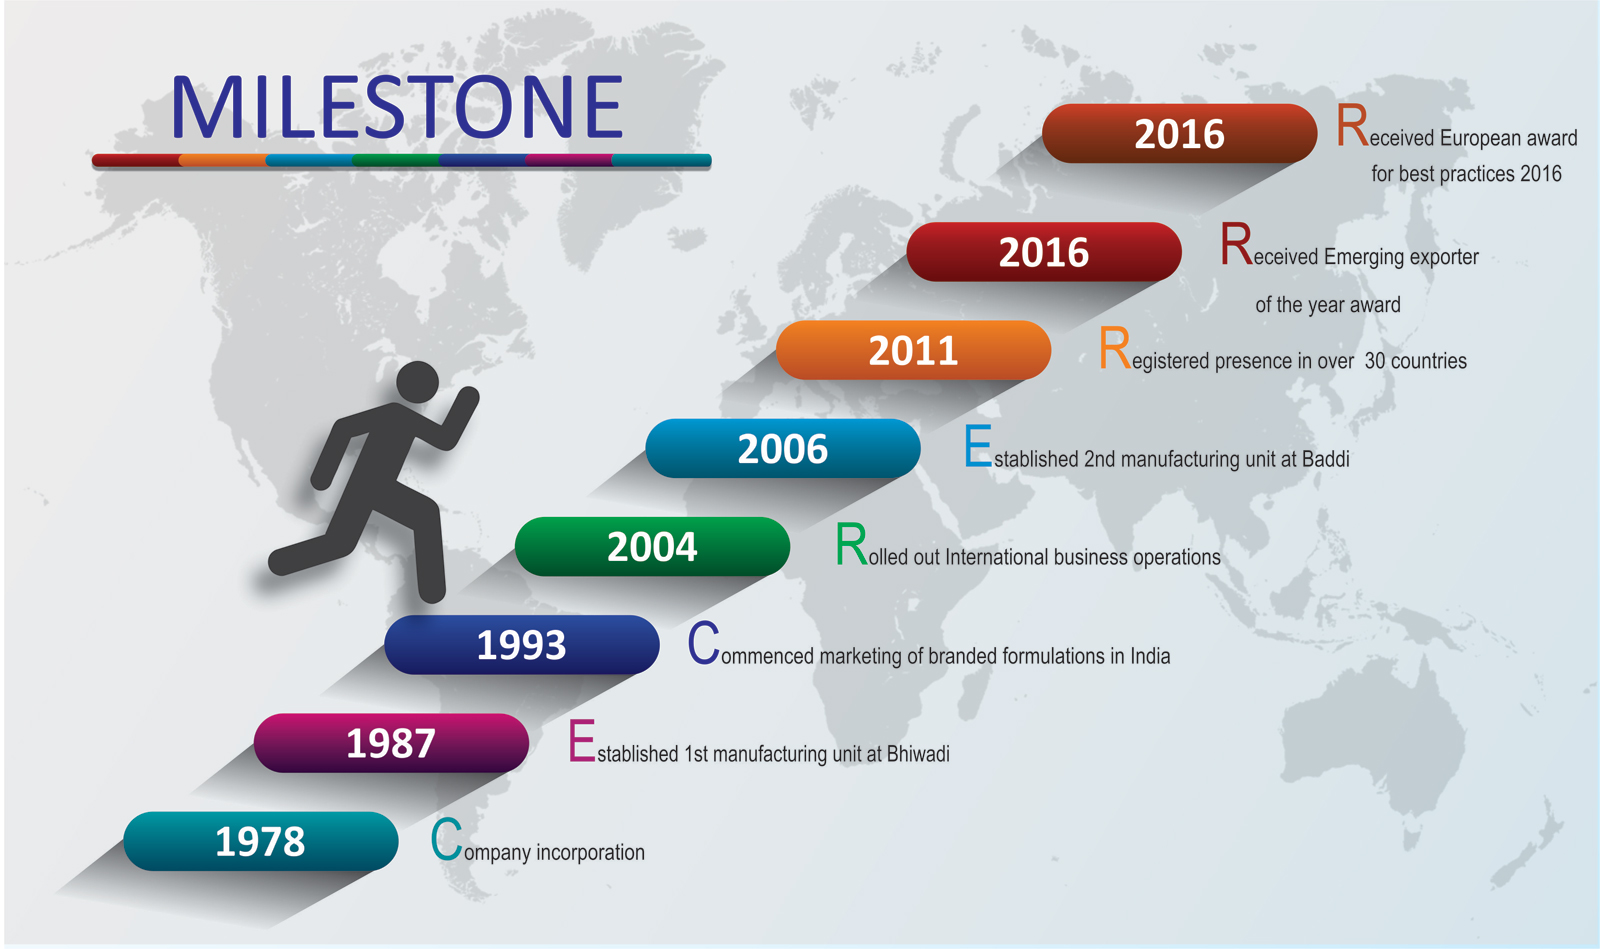 MILESTONE
2016
Received European award
for best practices 2016
2016
Received Emerging exporter
of the year award
2011
Registered presence in over 30 countries
2006
Established 2nd manufacturing unit at Baddi
2004
Rolled out International business operations
1993
Commenced marketing of branded formulations in India
1987
Established 1st manufacturing unit at Bhiwadi
1978
Company incorporation